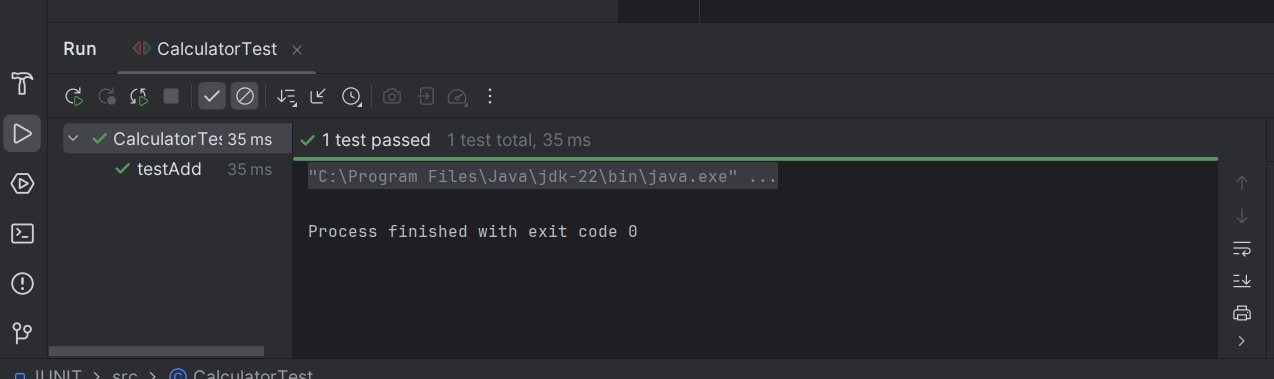 Run CalculatorTest
CalculatorTes 35 ms
testAdd 35 ms
1 test passed 1 test total, 35 ms
"C:\Program Files\Java\jdk-22\bin\java.exe" ...
Process finished with exit code 0
JUNIT > src > CalculatorTest